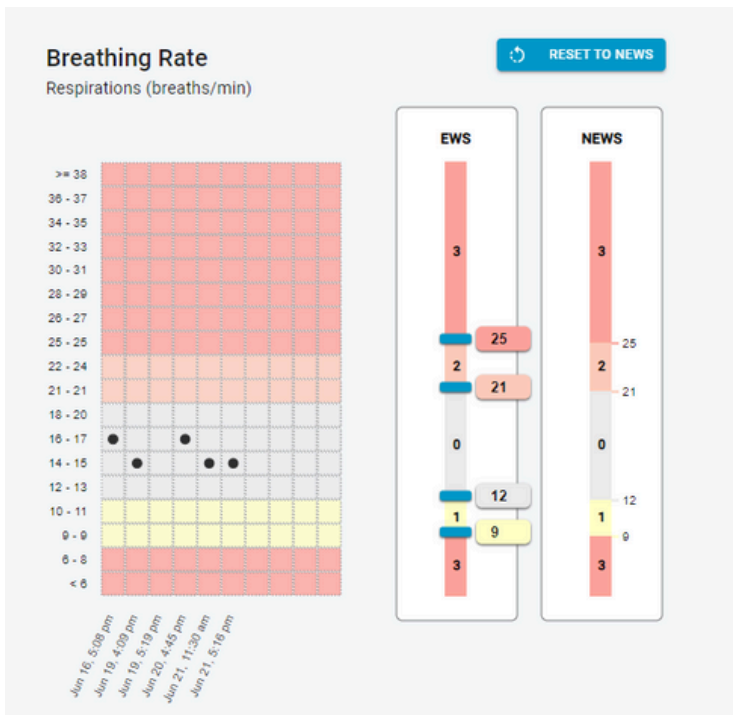 Breathing Rate
RESET TO NEWS
Respirations (breaths/min)
EWS
NEWS
>= 38
36 - 37
34 - 35
32 - 33
30 - 31
28 - 29
26 - 27
25 - 25
22 - 24
21 - 21
18 - 20
16 - 17
14 - 15
12 - 13
10 - 11
9 - 9
6 - 8
< 6
Jun 16, 5:08 pm
Jun 19, 4:09 pm
Jun 19, 5:19 pm
Jun 20, 4:45 pm
Jun 21, 11:30 am
Jun 21, 5:16 pm
3
25
2
21
0
12
1
9
3
3
25
2
21
0
12
1
9
3